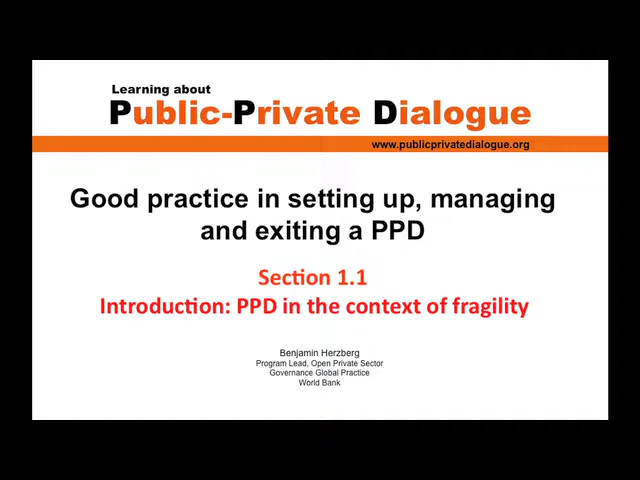 Learning about
Public-Private Dialogue
www.publicprivatedialogue.org
Good practice in setting up, managing
and exiting a PPD
Section 1.1
Introduction: PPD in the context of fragility
Benjamin Herzberg
Program Lead, Open Private Sector
Governance Global Practice
World Bank